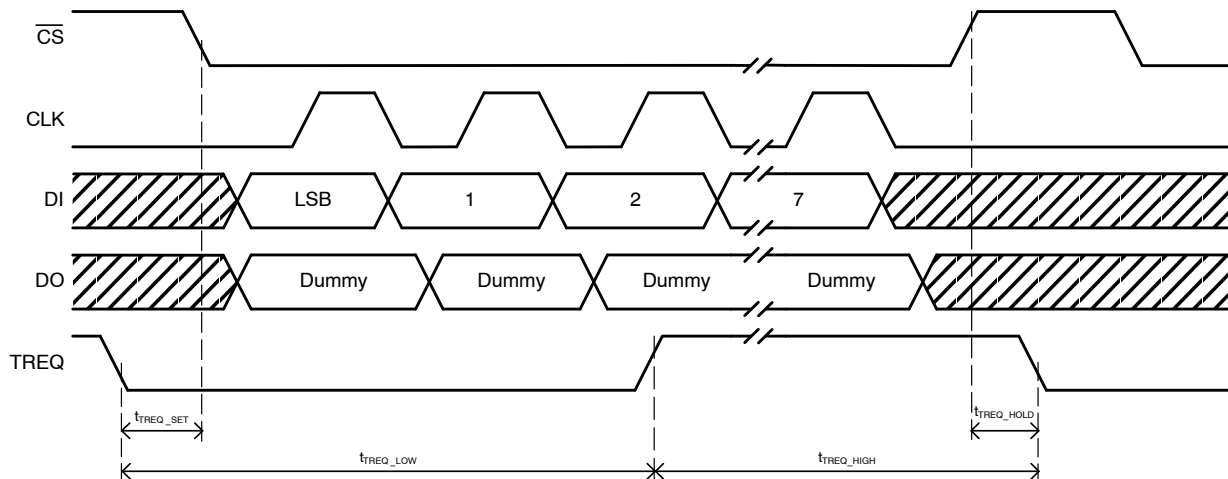 CS
CLK
DI LSB 1 2 7
DO Dummy Dummy Dummy Dummy
TREQ
tTREQ_SET tTREQ_HOLD
tTREQ_LOW tTREQ_HIGH